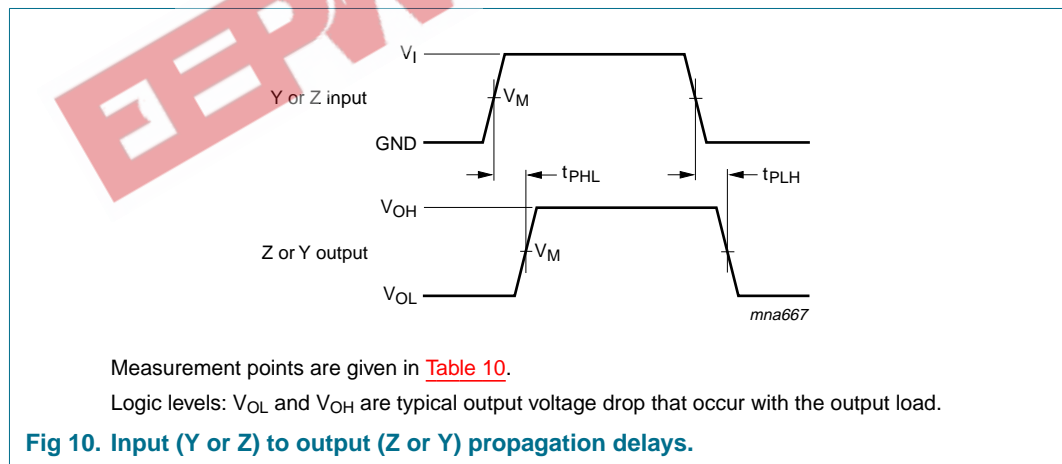 EEPW
VI
Y or Z input
VM
GND
tPHL
tPLH
VOH
Z or Y output
VM
VOL
mna667
Measurement points are given in Table 10.
Logic levels: VOL and VOH are typical output voltage drop that occur with the output load.
Fig 10. Input (Y or Z) to output (Z or Y) propagation delays.